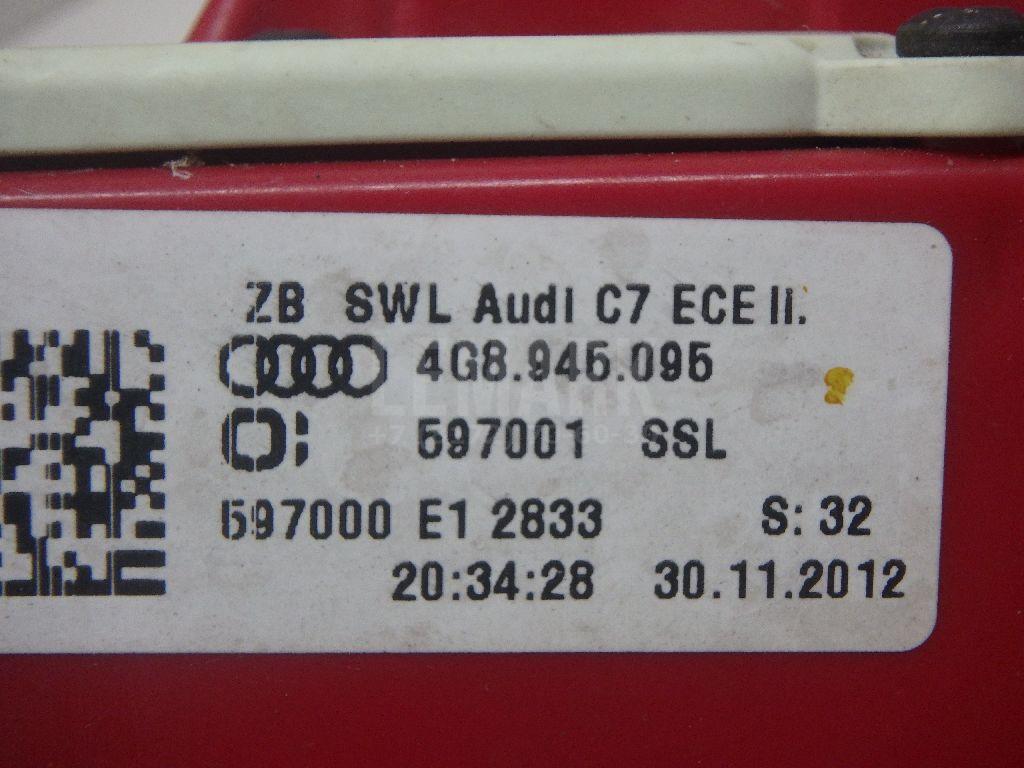 ZB SWL Audi C7 ECE li.
4G8.945.095
597001 SSL
597000 E1 2833 S: 32
20:34:28 30.11.2012